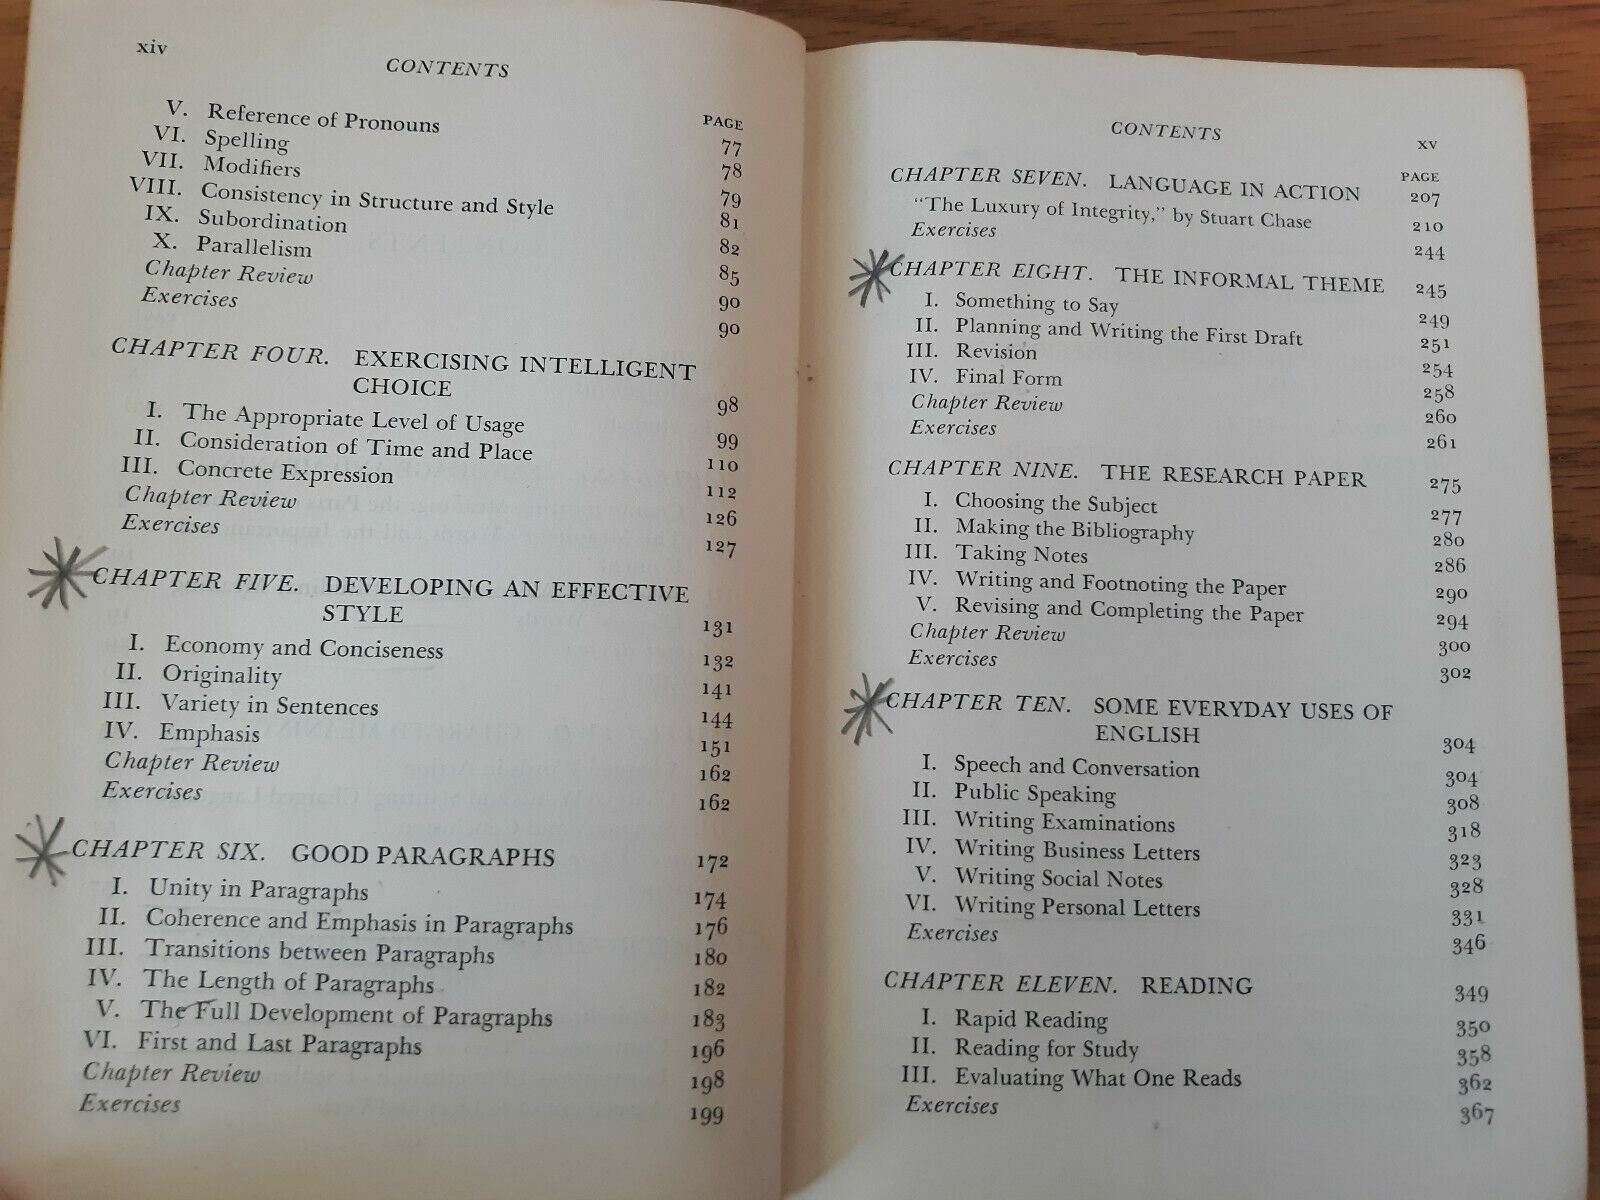 xiv
CONTENTS
PAGE
V. Reference of Pronouns 77
VI. Spelling 78
VII. Modifiers 79
VIII. Consistency in Structure and Style 81
IX. Subordination 82
X. Parallelism 85
Chapter Review 90
Exercises 90
CHAPTER FOUR. EXERCISING INTELLIGENT
CHOICE 98
I. The Appropriate Level of Usage 99
II. Consideration of Time and Place 110
III. Concrete Expression 112
Chapter Review 126
Exercises 127
CHAPTER FIVE. DEVELOPING AN EFFECTIVE
STYLE 131
I. Economy and Conciseness 132
II. Originality 141
III. Variety in Sentences 144
IV. Emphasis 151
Chapter Review 162
Exercises 162
CHAPTER SIX. GOOD PARAGRAPHS 172
I. Unity in Paragraphs 174
II. Coherence and Emphasis in Paragraphs 176
III. Transitions between Paragraphs 180
IV. The Length of Paragraphs 182
V. The Full Development of Paragraphs 183
VI. First and Last Paragraphs 196
Chapter Review 198
Exercises 199
CONTENTS
xv
PAGE
CHAPTER SEVEN. LANGUAGE IN ACTION 207
"The Luxury of Integrity," by Stuart Chase 210
Exercises 244
CHAPTER EIGHT. THE INFORMAL THEME 245
I. Something to Say 249
II. Planning and Writing the First Draft 251
III. Revision 254
IV. Final Form 258
Chapter Review 260
Exercises 261
CHAPTER NINE. THE RESEARCH PAPER 275
I. Choosing the Subject 277
II. Making the Bibliography 280
III. Taking Notes 286
IV. Writing and Footnoting the Paper 290
V. Revising and Completing the Paper 294
Chapter Review 300
Exercises 302
CHAPTER TEN. SOME EVERYDAY USES OF
ENGLISH 304
I. Speech and Conversation 304
II. Public Speaking 308
III. Writing Examinations 318
IV. Writing Business Letters 323
V. Writing Social Notes 328
VI. Writing Personal Letters 331
Exercises 346
CHAPTER ELEVEN. READING 349
I. Rapid Reading 350
II. Reading for Study 358
III. Evaluating What One Reads 362
Exercises 367